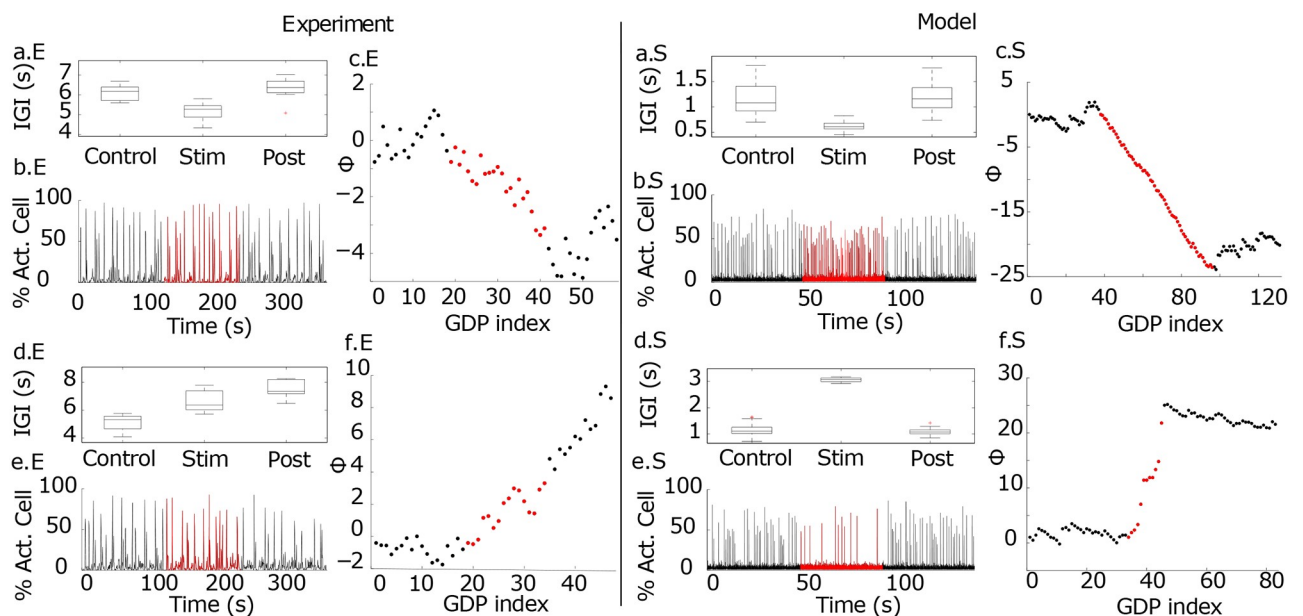 Experiment
Model
a.E
IGI (s)
7
6
5
4
Control Stim Post
b.E
% Act. Cell
100
50
0
0 100 200 300
Time (s)
c.E
Φ
2
0
−2
−4
0 10 20 30 40 50
GDP index
d.E
IGI (s)
8
6
4
Control Stim Post
e.E
% Act. Cell
100
50
0
0 100 200 300
Time (s)
f.E
Φ
10
8
6
4
2
0
−2
0 10 20 30 40
GDP index
a.S
IGI (s)
1.5
1
0.5
Control Stim Post
b.S
% Act. Cell
100
50
0
0 50 100
Time (s)
c.S
Φ
5
-5
-15
-25
0 40 80 120
GDP index
d.S
IGI (s)
3
2
1
Control Stim Post
e.S
% Act. Cell
100
50
0
0 50 100
Time (s)
f.S
Φ
30
20
10
0
0 20 40 60 80
GDP index